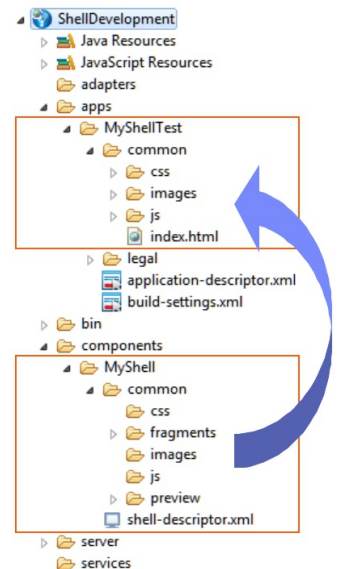 ShellDevelopment
Java Resources
JavaScript Resources
adapters
apps
MyShellTest
common
css
images
js
index.html
legal
application-descriptor.xml
build-settings.xml
bin
components
MyShell
common
css
fragments
images
js
preview
shell-descriptor.xml
server
services